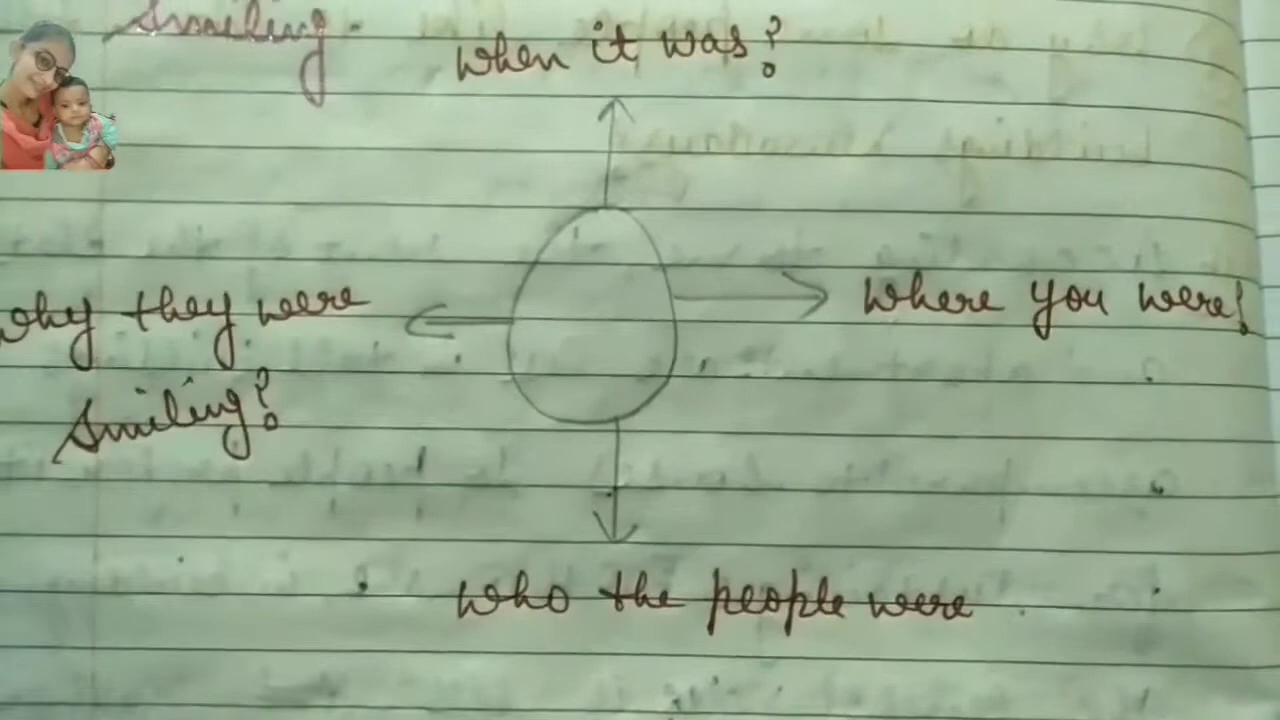 Smiling.
When it was?
why they were
smiling?
Where you were!
who the people were